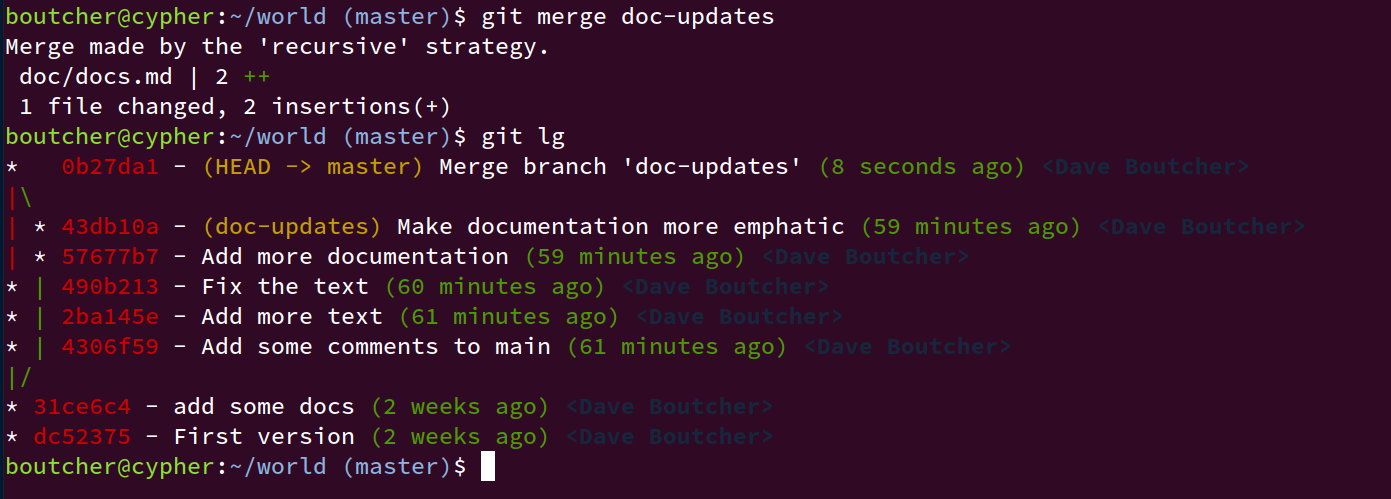 boutcher@cypher:~/world (master)$ git merge doc-updates
Merge made by the 'recursive' strategy.
 doc/docs.md | 2 ++
 1 file changed, 2 insertions(+)
boutcher@cypher:~/world (master)$ git lg
*   0b27da1 - (HEAD -> master) Merge branch 'doc-updates' (8 seconds ago) <Dave Boutcher>
|\
| * 43db10a - (doc-updates) Make documentation more emphatic (59 minutes ago) <Dave Boutcher>
| * 57677b7 - Add more documentation (59 minutes ago) <Dave Boutcher>
* | 490b213 - Fix the text (60 minutes ago) <Dave Boutcher>
* | 2ba145e - Add more text (61 minutes ago) <Dave Boutcher>
* | 4306f59 - Add some comments to main (61 minutes ago) <Dave Boutcher>
|/
* 31ce6c4 - add some docs (2 weeks ago) <Dave Boutcher>
* dc52375 - First version (2 weeks ago) <Dave Boutcher>
boutcher@cypher:~/world (master)$